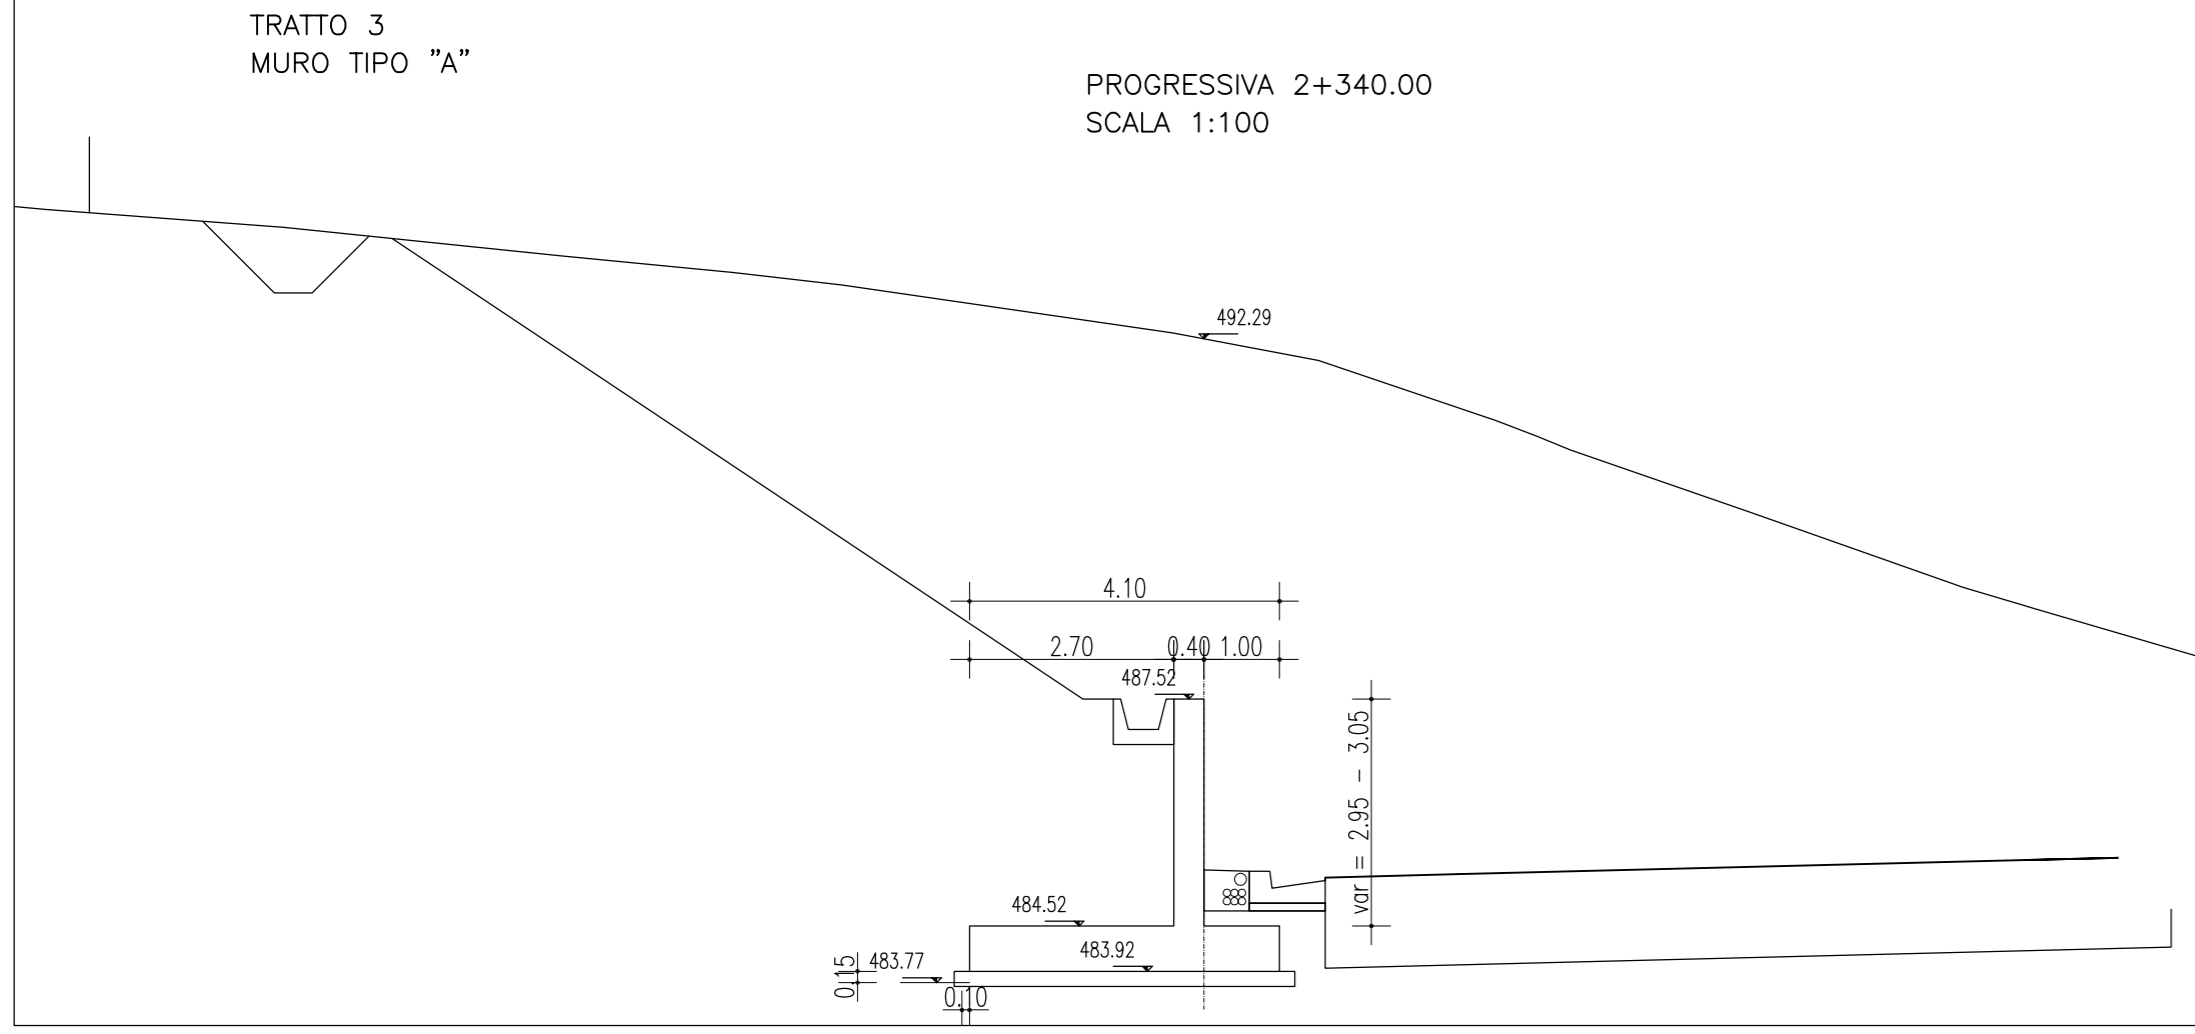 TRATTO 3
MURO TIPO "A"
PROGRESSIVA 2+340.00
SCALA 1:100
492.29
4.10
2.70
0.40
1.00
487.52
var = 2.95 - 3.05
484.52
483.92
483.77
0.15
0.10